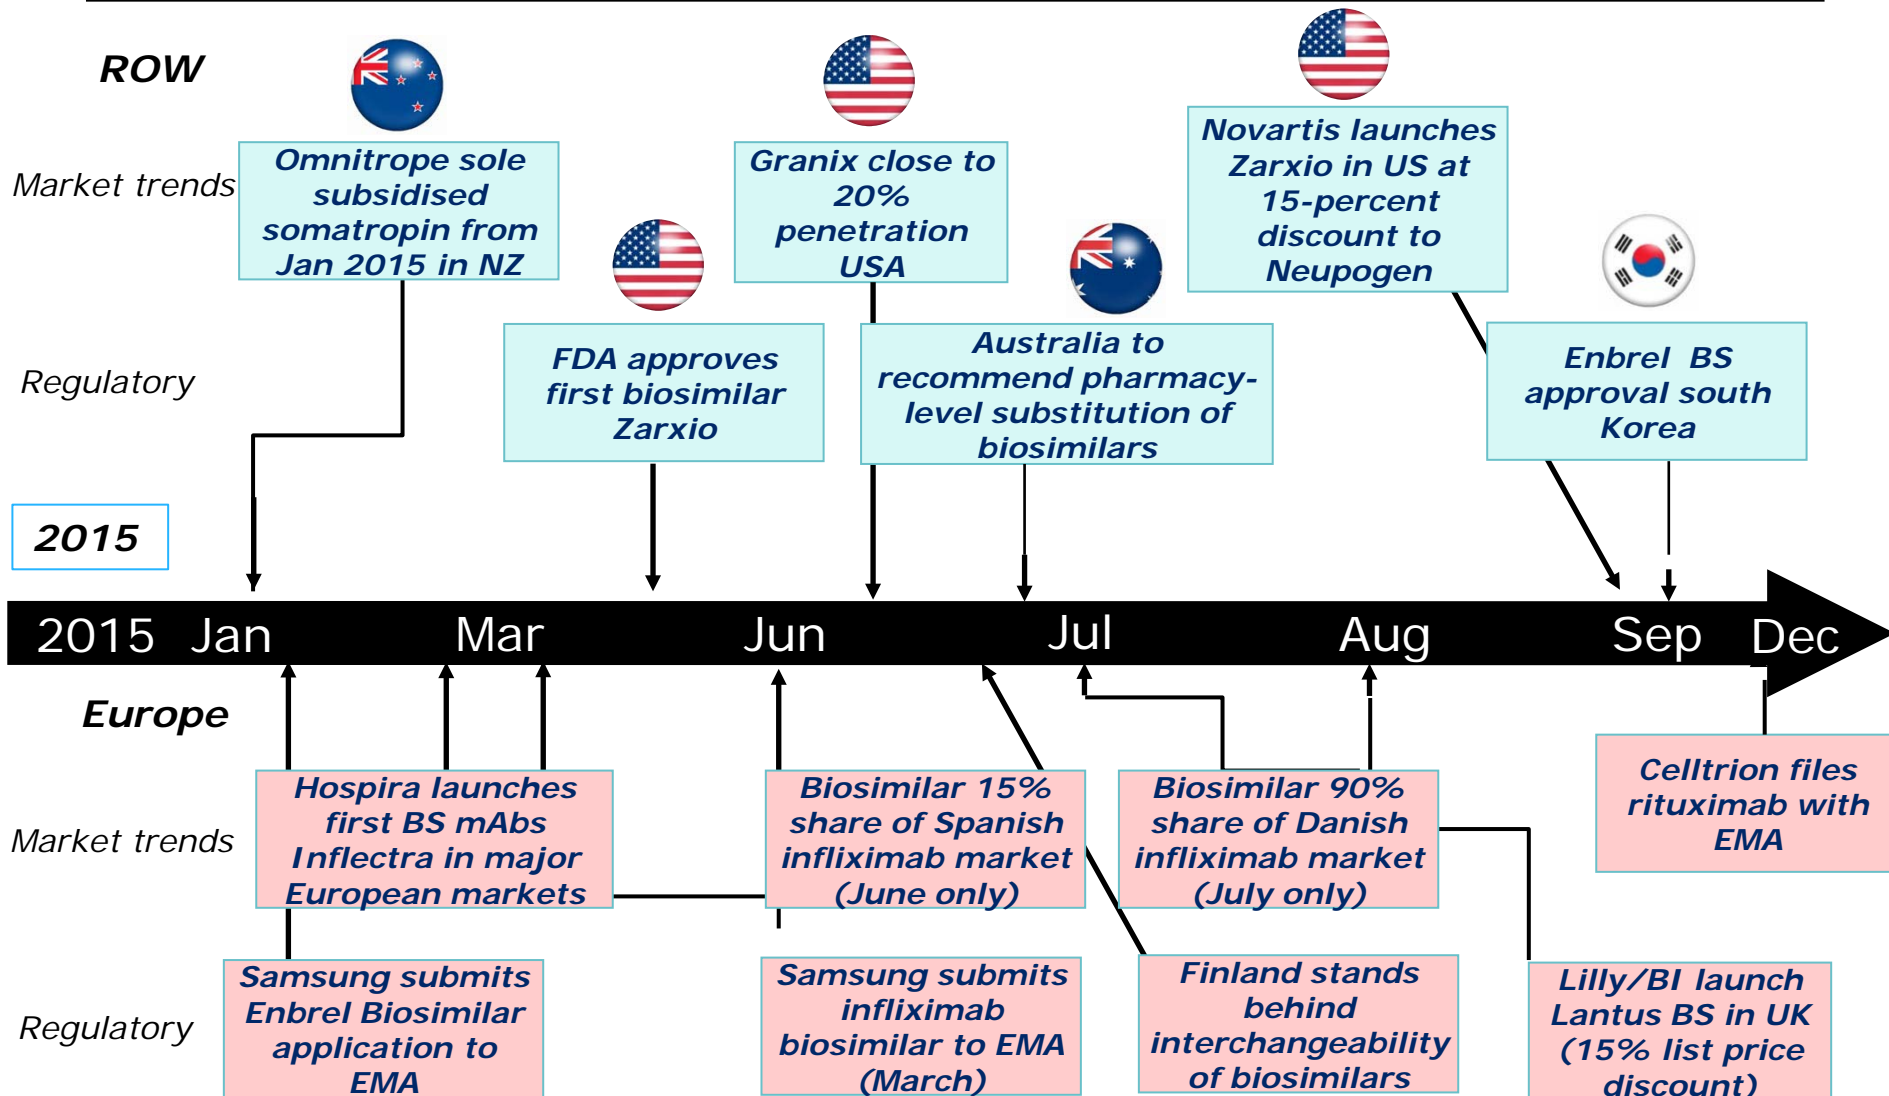 ROW
Market trends
Omnitrope sole
subsidised
somatropin from
Jan 2015 in NZ
Granix close to
20%
penetration
USA
Novartis launches
Zarxio in US at
15-percent
discount to
Neupogen
Regulatory
FDA approves
first biosimilar
Zarxio
Australia to
recommend pharmacy-
level substitution of
biosimilars
Enbrel BS
approval south
Korea
2015
2015 Jan Mar Jun Jul Aug Sep Dec
Europe
Market trends
Hospira launches
first BS mAbs
Inflectra in major
European markets
Biosimilar 15%
share of Spanish
infliximab market
(June only)
Biosimilar 90%
share of Danish
infliximab market
(July only)
Celltrion files
rituximab with
EMA
Regulatory
Samsung submits
Enbrel Biosimilar
application to
EMA
Samsung submits
infliximab
biosimilar to EMA
(March)
Finland stands
behind
interchangeability
of biosimilars
Lilly/BI launch
Lantus BS in UK
(15% list price
discount)